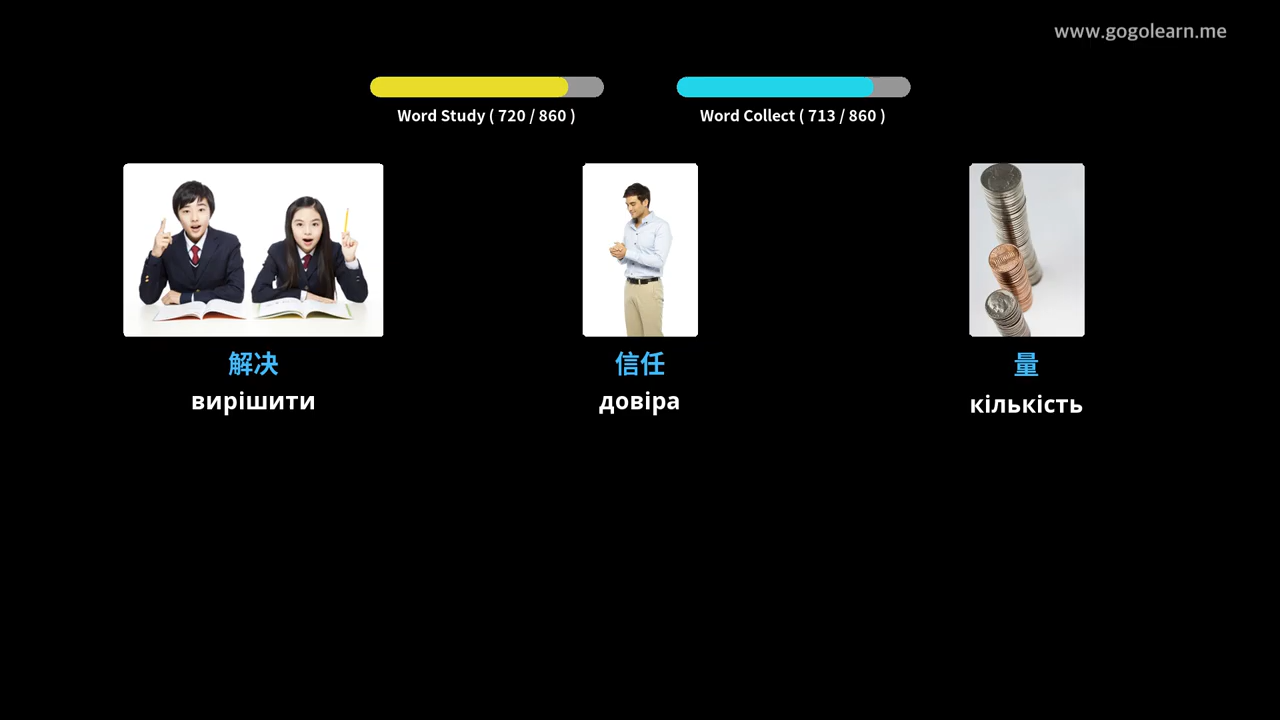 www.gogolearn.me
Word Study ( 720 / 860 )
Word Collect ( 713 / 860 )
解决
信任
量
вирішити
довіра
кількість